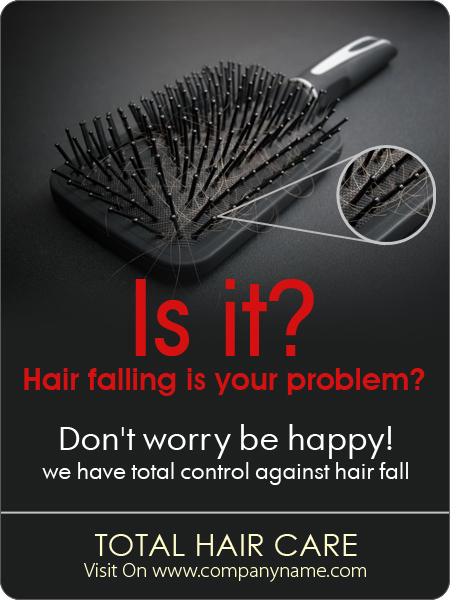 Is it?
Hair falling is your problem?
Don't worry be happy!
we have total control against hair fall
TOTAL HAIR CARE
Visit On www.companyname.com